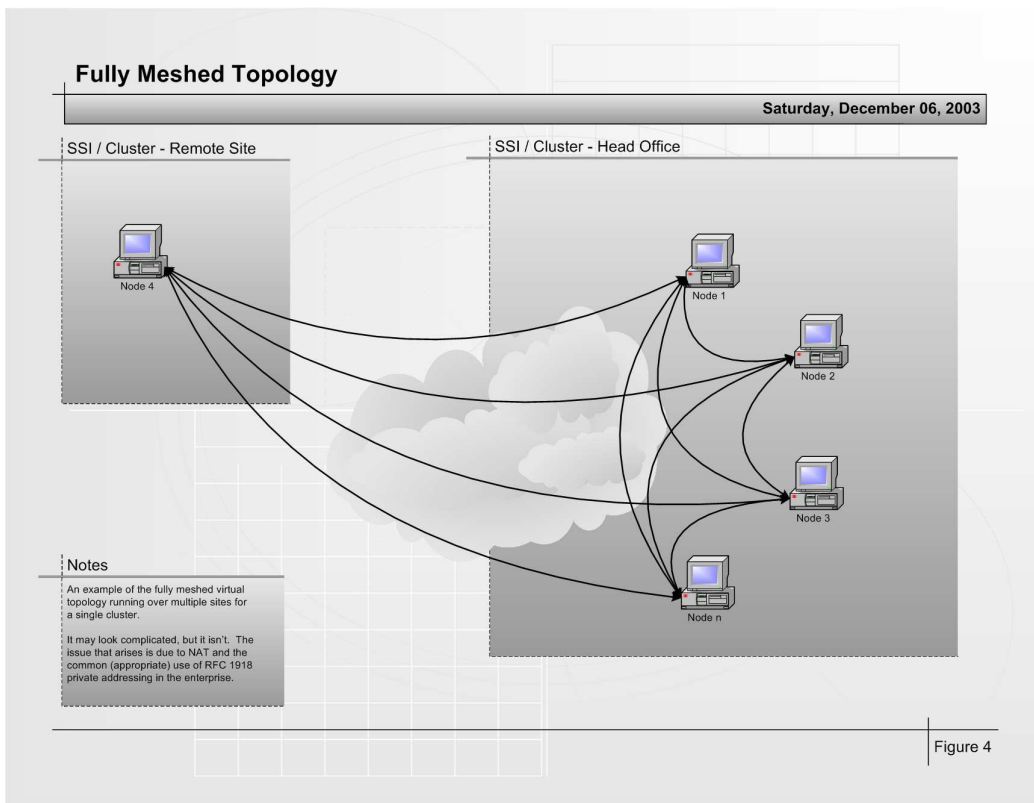 Fully Meshed Topology
Saturday, December 06, 2003
SSI / Cluster - Remote Site
SSI / Cluster - Head Office
Node 4
Node 1
Node 2
Node 3
Node n
Notes
An example of the fully meshed virtual
topology running over multiple sites for
a single cluster.
It may look complicated, but it isn't. The
issue that arises is due to NAT and the
common (appropriate) use of RFC 1918
private addressing in the enterprise.
Figure 4